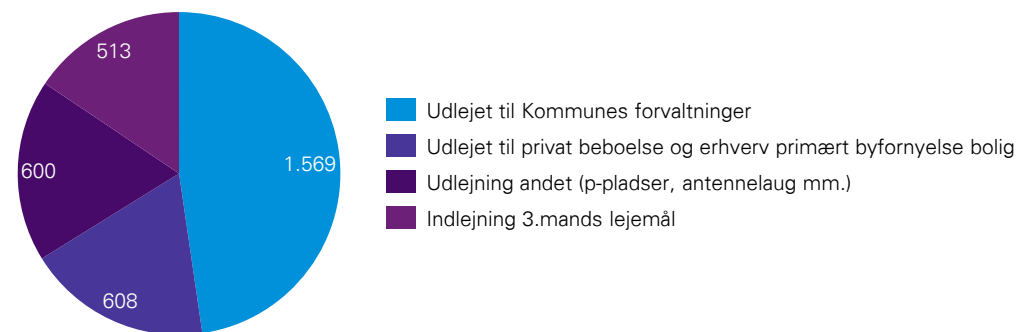 513
600
1.569
608
Udlejet til Kommunes forvaltninger
Udlejet til privat beboelse og erhverv primært byfornyelse bolig
Udlejning andet (p-pladser, antennelaug mm.)
Indlejning 3.mands lejemål